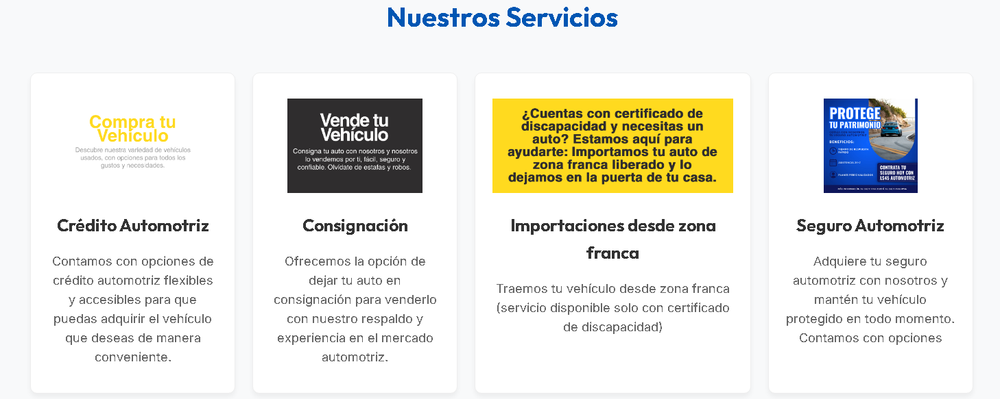 Nuestros Servicios
Compra tu
Vehículo
Descubre nuestra variedad de vehículos
usados, con opciones para todos los
gustos y necesidades.
Crédito Automotriz
Contamos con opciones de
crédito automotriz flexibles
y accesibles para que
puedas adquirir el vehículo
que deseas de manera
conveniente.
Vende tu
Vehículo
Consigna tu auto con nosotros y nosotros
lo vendemos por ti, fácil, seguro y
confiable. Olvídate de estafas y robos.
Consignación
Ofrecemos la opción de
dejar tu auto en
consignación para venderlo
con nuestro respaldo y
experiencia en el mercado
automotriz.
¿Cuentas con certificado de
discapacidad y necesitas un
auto? Estamos aquí para
ayudarte: Importamos tu auto de
zona franca liberado y lo
dejamos en la puerta de tu casa.
Importaciones desde zona
franca
Traemos tu vehículo desde zona franca
(servicio disponible solo con certificado
de discapacidad)
PROTEGE
TU PATRIMONIO
BENEFICIOS:
TIEMPO DE RESPUESTA
RÁPIDO
ASISTENCIA 24/7
PLANES PERSONALIZADOS
CONTRATA TU
SEGURO HOY CON
LS45 AUTOMOTRIZ
Seguro Automotriz
Adquiere tu seguro
automotriz con nosotros y
mantén tu vehículo
protegido en todo momento.
Contamos con opciones